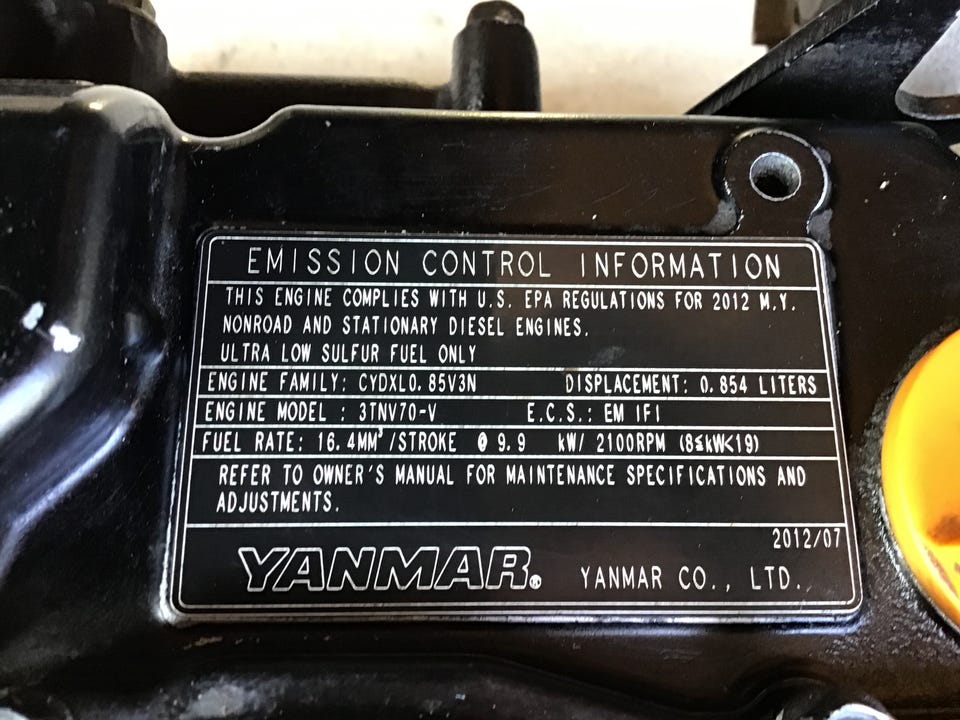 EMISSION CONTROL INFORMATION
THIS ENGINE COMPLIES WITH U.S. EPA REGULATIONS FOR 2012 M.Y.
NONROAD AND STATIONARY DIESEL ENGINES.
ULTRA LOW SULFUR FUEL ONLY
ENGINE FAMILY: CYDXL0.85V3N DISPLACEMENT: 0.854 LITERS
ENGINE MODEL : 3TNV70-V E.C.S.: EM IFI
FUEL RATE: 16.4MM³/STROKE @ 9.9 kW/ 2100RPM (8≤kW<19)
REFER TO OWNER'S MANUAL FOR MAINTENANCE SPECIFICATIONS AND
ADJUSTMENTS.
2012/07
YANMAR® YANMAR CO., LTD.